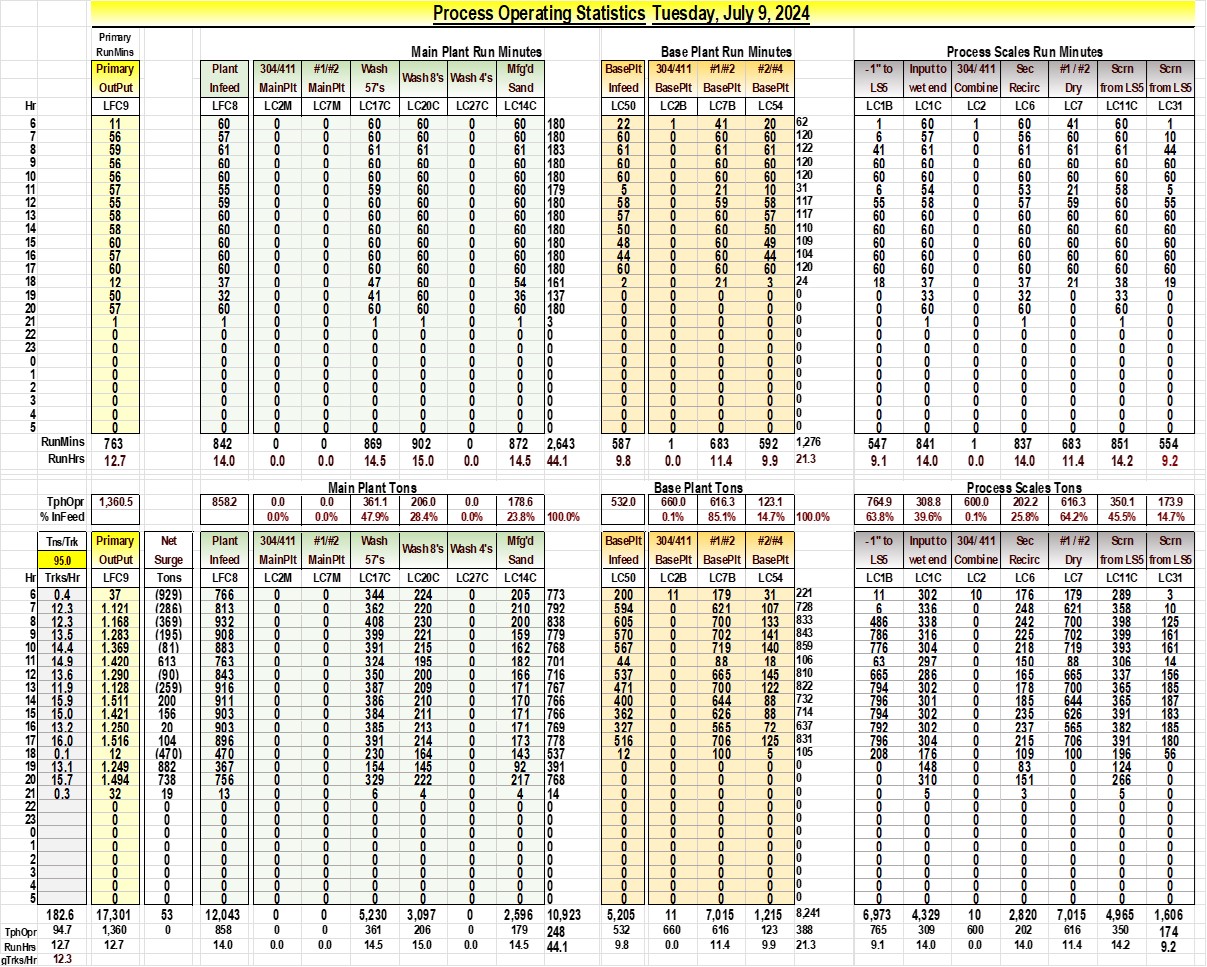 Process Operating Statistics Tuesday, July 9, 2024
Primary
RunMins Main Plant Run Minutes Base Plant Run Minutes Process Scales Run Minutes
Primary Plant 304/411 #1/#2 Wash Wash 8's Wash 4's Mfg'd BasePlt 304/411 #1/#2 #2/#4 -1" to Input to 304/ 411 Sec #1 / #2 Scrn Scrn
OutPut Infeed MainPlt MainPlt 57's Sand Infeed BasePlt BasePlt BasePlt LS5 wet end Combine Recirc Dry from LS5 from LS5
Hr LFC9 LFC8 LC2M LC7M LC17C LC20C LC27C LC14C LC50 LC2B LC7B LC54 LC1B LC1C LC2 LC6 LC7 LC11C LC31
6 11 60 0 0 60 60 0 60 180 22 1 41 20 62 1 60 1 60 41 60 1
7 56 57 0 0 60 60 0 60 180 60 0 60 60 120 6 57 0 56 60 60 10
8 59 61 0 0 61 61 0 61 183 61 0 61 61 122 41 61 0 61 61 61 44
9 56 60 0 0 60 60 0 60 180 60 0 60 60 120 60 60 0 60 60 60 60
10 56 60 0 0 60 60 0 60 180 60 0 60 60 120 60 60 0 60 60 60 60
11 57 55 0 0 59 60 0 60 179 5 0 21 10 31 6 54 0 53 21 58 5
12 55 59 0 0 60 60 0 60 180 58 0 59 58 117 55 58 0 57 59 60 55
13 58 60 0 0 60 60 0 60 180 57 0 60 57 117 60 60 0 60 60 60 60
14 58 60 0 0 60 60 0 60 180 50 0 60 50 110 60 60 0 60 60 60 60
15 60 60 0 0 60 60 0 60 180 48 0 60 49 109 60 60 0 60 60 60 60
16 57 60 0 0 60 60 0 60 180 44 0 60 44 104 60 60 0 60 60 60 60
17 60 60 0 0 60 60 0 60 180 60 0 60 60 120 60 60 0 60 60 60 60
18 12 37 0 0 47 60 0 54 161 2 0 21 3 24 18 37 0 37 21 38 19
19 50 32 0 0 41 60 0 36 137 0 0 0 0 0 0 33 0 32 0 33 0
20 57 60 0 0 60 60 0 60 180 0 0 0 0 0 0 60 0 60 0 60 0
21 1 1 0 0 1 1 0 1 3 0 0 0 0 0 0 1 0 1 0 1 0
22 0 0 0 0 0 0 0 0 0 0 0 0 0 0 0 0 0 0 0 0 0
23 0 0 0 0 0 0 0 0 0 0 0 0 0 0 0 0 0 0 0 0 0
0 0 0 0 0 0 0 0 0 0 0 0 0 0 0 0 0 0 0 0 0 0
1 0 0 0 0 0 0 0 0 0 0 0 0 0 0 0 0 0 0 0 0 0
2 0 0 0 0 0 0 0 0 0 0 0 0 0 0 0 0 0 0 0 0 0
3 0 0 0 0 0 0 0 0 0 0 0 0 0 0 0 0 0 0 0 0 0
4 0 0 0 0 0 0 0 0 0 0 0 0 0 0 0 0 0 0 0 0 0
5 0 0 0 0 0 0 0 0 0 0 0 0 0 0 0 0 0 0 0 0 0
RunMins 763 842 0 0 869 902 0 872 2,643 587 1 683 592 1,276 547 841 1 837 683 851 554
RunHrs 12.7 14.0 0.0 0.0 14.5 15.0 0.0 14.5 44.1 9.8 0.0 11.4 9.9 21.3 9.1 14.0 0.0 14.0 11.4 14.2 9.2
Main Plant Tons Base Plant Tons Process Scales Tons
TphOpr 1,360.5 858.2 0.0 0.0 361.1 206.0 0.0 178.6 532.0 660.0 616.3 123.1 764.9 308.8 600.0 202.2 616.3 350.1 173.9
% InFeed 0.0% 0.0% 47.9% 28.4% 0.0% 23.8% 100.0% 0.1% 85.1% 14.7% 100.0% 63.8% 39.6% 0.1% 25.8% 64.2% 45.5% 14.7%
Tns/Trk Primary Net Plant 304/411 #1/#2 Wash Wash 8's Wash 4's Mfg'd BasePlt 304/411 #1/#2 #2/#4 -1" to Input to 304/ 411 Sec #1 / #2 Scrn Scrn
95.0 OutPut Surge Infeed MainPlt MainPlt 57's Sand Infeed BasePlt BasePlt BasePlt LS5 wet end Combine Recirc Dry from LS5 from LS5
Hr Trks/Hr LFC9 Tons LFC8 LC2M LC7M LC17C LC20C LC27C LC14C LC50 LC2B LC7B LC54 LC1B LC1C LC2 LC6 LC7 LC11C LC31
6 0.4 37 (929) 766 0 0 344 224 0 205 773 200 11 179 31 221 11 302 10 176 179 289 3
7 12.3 1.121 (286) 813 0 0 362 220 0 210 792 594 0 621 107 728 6 336 0 248 621 358 10
8 12.3 1.168 (369) 932 0 0 408 230 0 200 838 605 0 700 133 833 486 338 0 242 700 398 125
9 13.5 1.283 (195) 908 0 0 399 221 0 159 779 570 0 702 141 843 786 316 0 225 702 399 161
10 14.4 1.369 (81) 883 0 0 391 215 0 162 768 567 0 719 140 859 776 304 0 218 719 393 161
11 14.9 1.420 613 763 0 0 324 195 0 182 701 44 0 88 18 106 63 297 0 150 88 306 14
12 13.6 1.290 (90) 843 0 0 350 200 0 166 716 537 0 665 145 810 665 286 0 165 665 337 156
13 11.9 1.128 (259) 916 0 0 387 209 0 171 767 471 0 700 122 822 794 302 0 178 700 365 185
14 15.9 1.511 200 911 0 0 386 210 0 170 766 400 0 644 88 732 796 301 0 185 644 365 187
15 15.0 1.421 156 903 0 0 384 211 0 171 766 362 0 626 88 714 794 302 0 235 626 391 183
16 13.2 1.250 20 903 0 0 385 213 0 171 769 327 0 565 72 637 792 302 0 237 565 382 185
17 16.0 1.516 104 896 0 0 391 214 0 173 778 516 0 706 125 831 796 304 0 215 706 391 180
18 0.1 12 (470) 470 0 0 230 164 0 143 537 12 0 100 5 105 208 176 0 109 100 196 56
19 13.1 1.249 882 367 0 0 154 145 0 92 391 0 0 0 0 0 0 148 0 83 0 124 0
20 15.7 1.494 738 756 0 0 329 222 0 217 768 0 0 0 0 0 0 310 0 151 0 266 0
21 0.3 32 19 13 0 0 6 4 0 4 14 0 0 0 0 0 0 5 0 3 0 5 0
22 0 0 0 0 0 0 0 0 0 0 0 0 0 0 0 0 0 0 0 0 0 0
23 0 0 0 0 0 0 0 0 0 0 0 0 0 0 0 0 0 0 0 0 0 0
0 0 0 0 0 0 0 0 0 0 0 0 0 0 0 0 0 0 0 0 0 0 0
1 0 0 0 0 0 0 0 0 0 0 0 0 0 0 0 0 0 0 0 0 0 0
2 0 0 0 0 0 0 0 0 0 0 0 0 0 0 0 0 0 0 0 0 0 0
3 0 0 0 0 0 0 0 0 0 0 0 0 0 0 0 0 0 0 0 0 0 0
4 0 0 0 0 0 0 0 0 0 0 0 0 0 0 0 0 0 0 0 0 0 0
5 0 0 0 0 0 0 0 0 0 0 0 0 0 0 0 0 0 0 0 0 0 0
182.6 17,301 53 12,043 0 0 5,230 3,097 0 2,596 10,923 5,205 11 7,015 1,215 8,241 6,973 4,329 10 2,820 7,015 4,965 1,606
TphOpr 94.7 1,360 0 858 361 206 0 179 248 532 660 616 123 388 765 309 600 202 616 350 174
RunHrs 12.7 12.7 14.0 0.0 0.0 14.5 15.0 0.0 14.5 44.1 9.8 0.0 11.4 9.9 21.3 9.1 14.0 0.0 14.0 11.4 14.2 9.2
gTrks/Hr 12.3